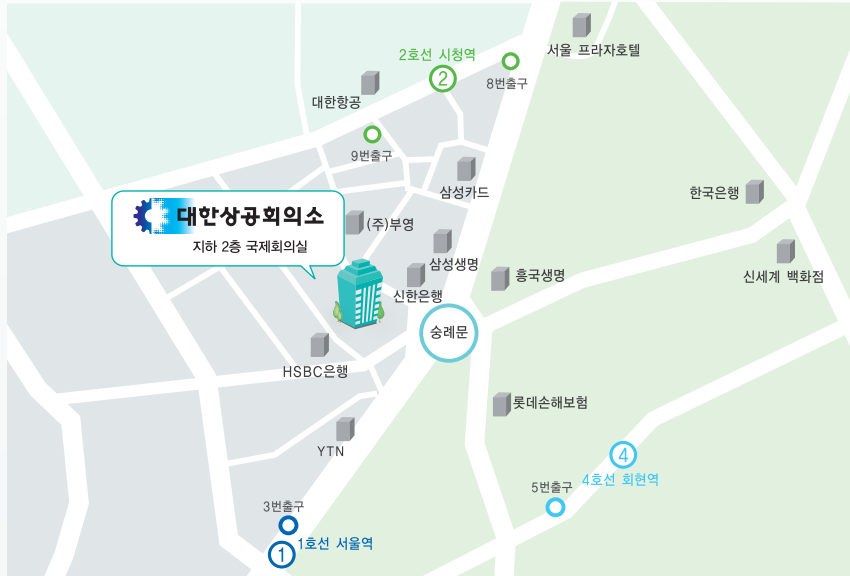 서울 프라자호텔
2호선 시청역
2
8번출구
대한항공
9번출구
삼성카드
한국은행
대한상공회의소
지하 2층 국제회의실
(주)부영
삼성생명
신한은행
흥국생명
신세계 백화점
숭례문
HSBC은행
롯데손해보험
YTN
4
4호선 회현역
5번출구
3번출구
1호선 서울역
1